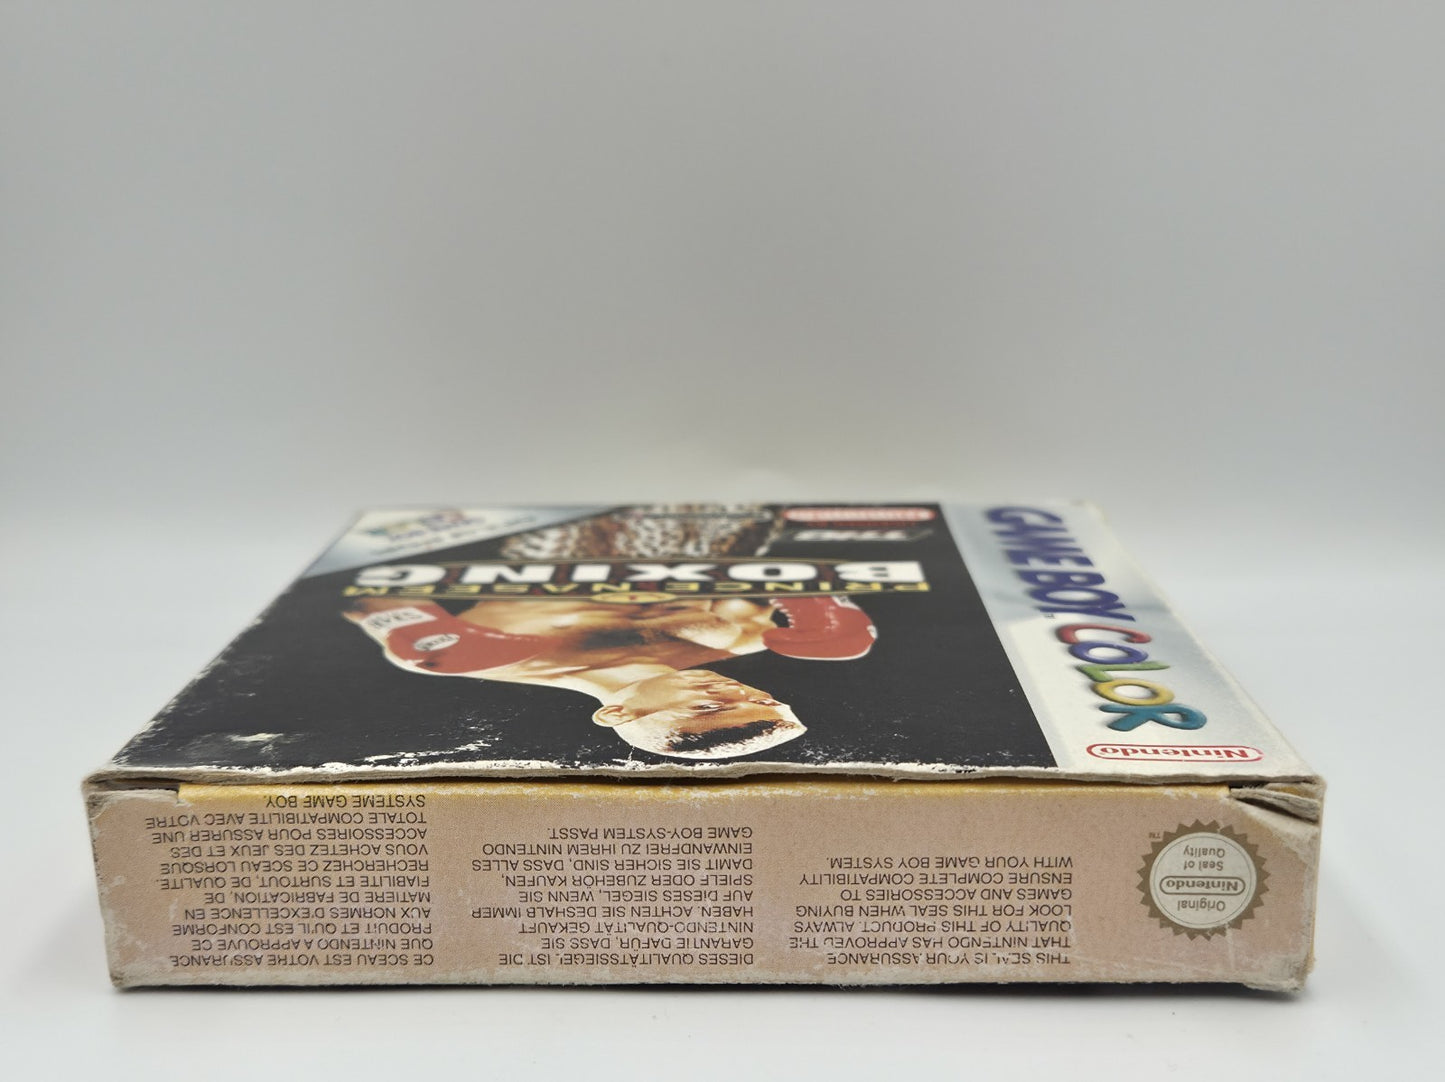 GAME BOY COLOR
Nintendo
BELL
PRINCE NASEEM
BOXING
Original
Nintendo
Seal of
Quality
TM
THIS SEAL IS YOUR ASSURANCE
THAT NINTENDO HAS APPROVED THE
QUALITY OF THIS PRODUCT. ALWAYS
LOOK FOR THIS SEAL WHEN BUYING
GAMES AND ACCESSORIES TO
ENSURE COMPLETE COMPATIBILITY
WITH YOUR GAME BOY SYSTEM.
DIESES QUALITÄTSSIEGEL IST DIE
GARANTIE DAFÜR, DASS SIE
NINTENDO-QUALITÄT GEKAUFT
HABEN. ACHTEN SIE DESHALB IMMER
AUF DIESES SIEGEL, WENN SIE
SPIELE ODER ZUBEHÖR KAUFEN,
DAMIT SIE SICHER SIND, DASS ALLES
EINWANDFREI ZU IHREM NINTENDO
GAME BOY-SYSTEM PASST.
CE SCEAU EST VOTRE ASSURANCE
QUE NINTENDO A APPROUVE CE
PRODUIT ET QU'IL EST CONFORME
AUX NORMES D'EXCELLENCE EN
MATIERE DE FABRICATION, DE
FIABILITE ET SURTOUT, DE QUALITE.
RECHERCHEZ CE SCEAU LORSQUE
VOUS ACHETEZ DES JEUX ET DES
ACCESSOIRES POUR ASSURER UNE
TOTALE COMPATIBILITE AVEC VOTRE
SYSTEME GAME BOY.